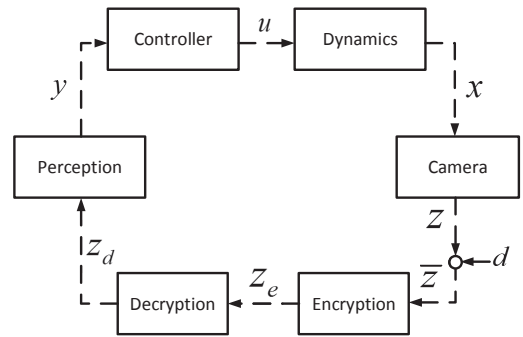 Controller
u
Dynamics
y
x
Perception
Camera
z
z̅
d
z_d
z_e
Decryption
Encryption